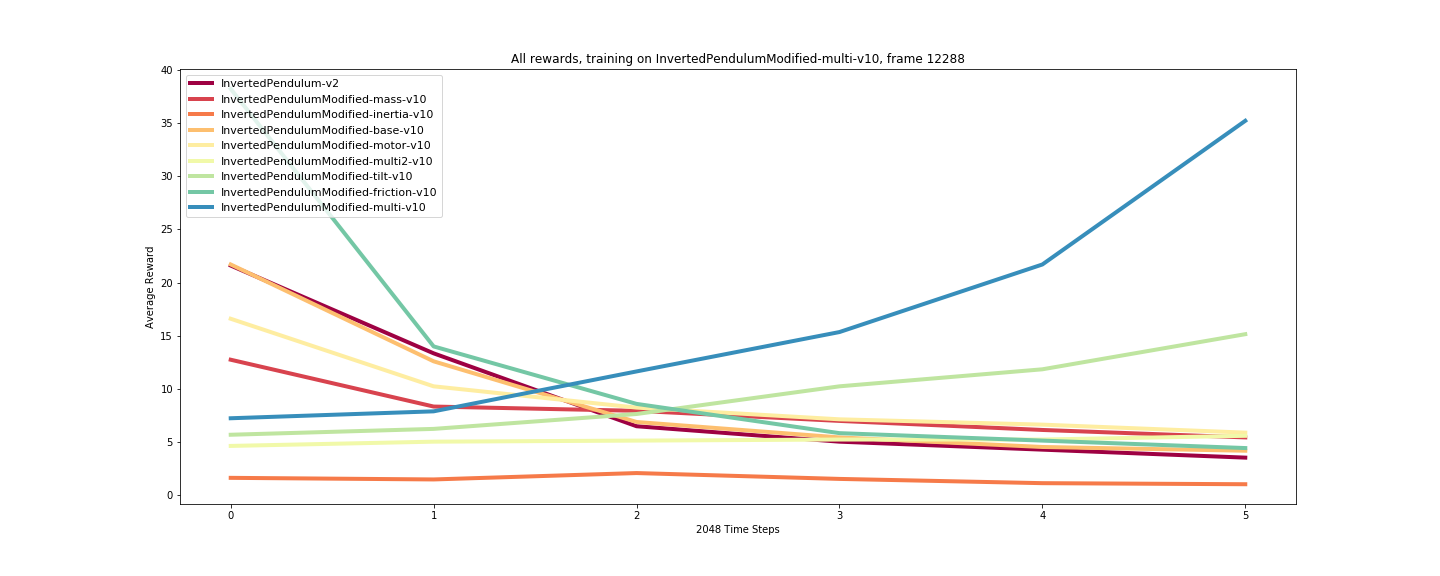 All rewards, training on InvertedPendulumModified-multi-v10, frame 12288
40
35
30
25
20
15
10
5
0
Average Reward
InvertedPendulum-v2
InvertedPendulumModified-mass-v10
InvertedPendulumModified-inertia-v10
InvertedPendulumModified-base-v10
InvertedPendulumModified-motor-v10
InvertedPendulumModified-multi2-v10
InvertedPendulumModified-tilt-v10
InvertedPendulumModified-friction-v10
InvertedPendulumModified-multi-v10
0 1 2 3 4 5
2048 Time Steps